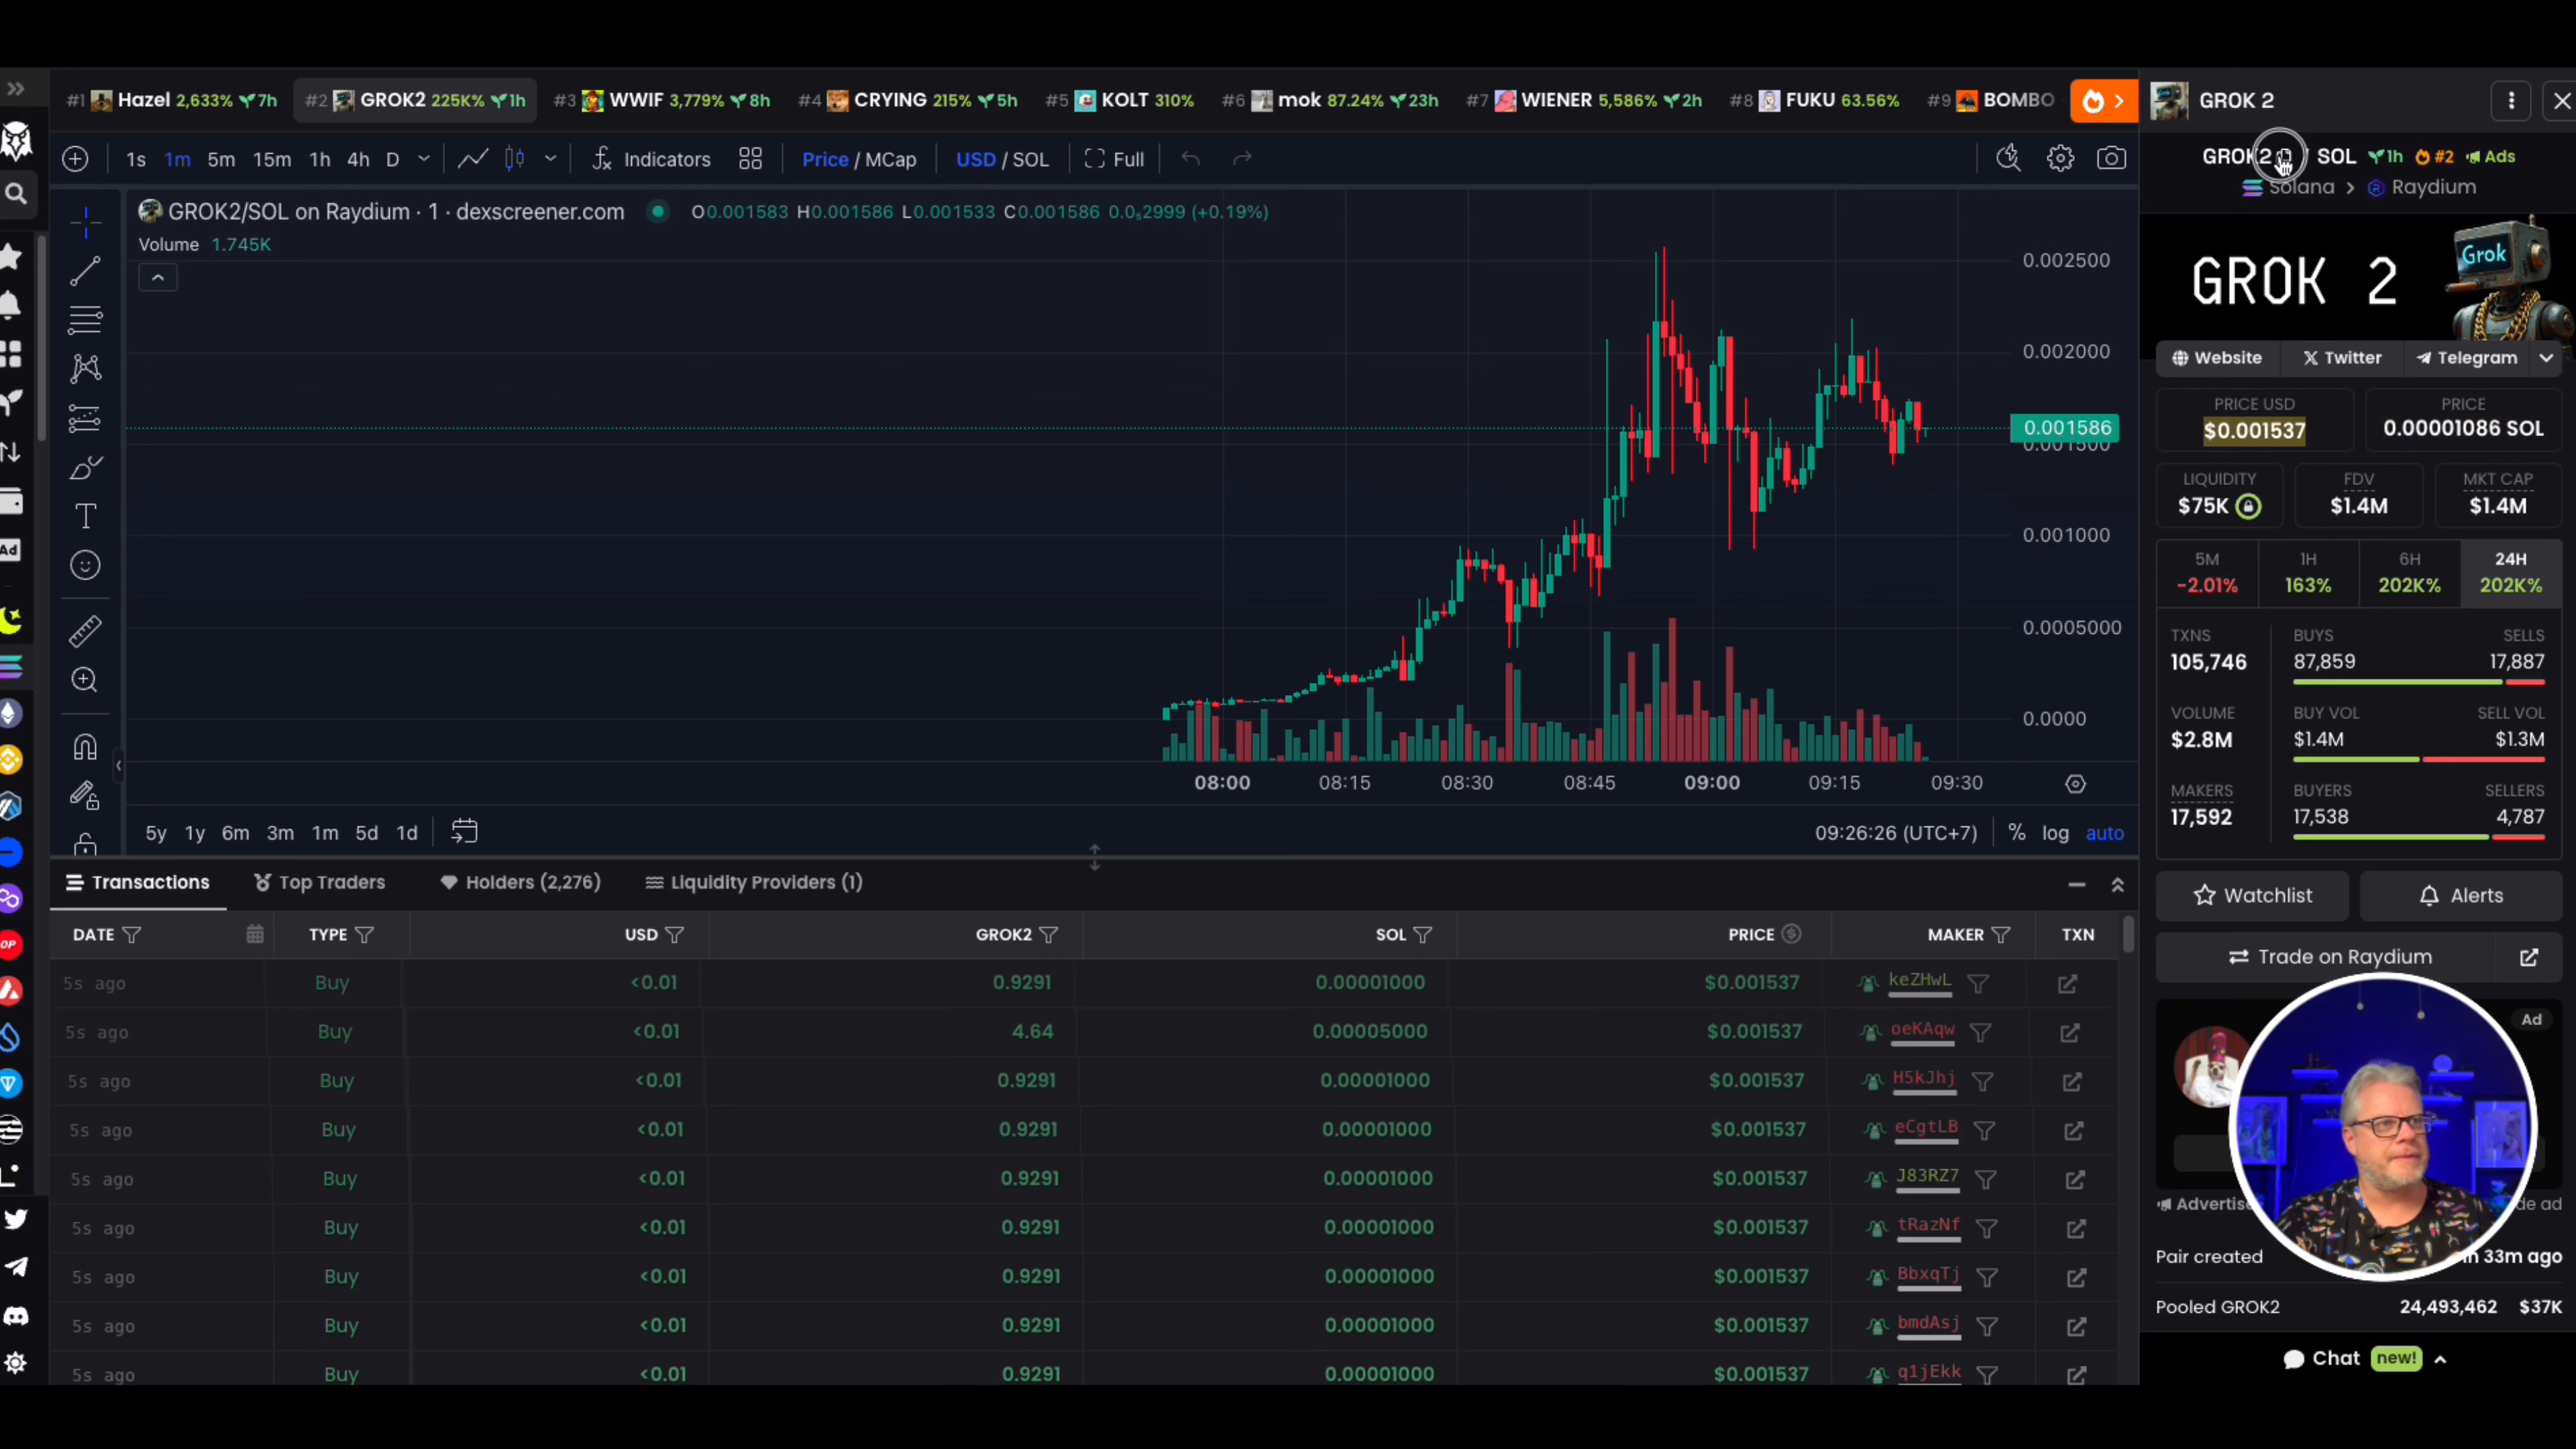 #1 Hazel 2,633% 7h #2 GROK2 225K% 1h #3 WWIF 3,779% 8h #4 CRYING 215% 5h #5 KOLT 310% #6 mok 87.24% 23h #7 WIENER 5,586% 2h #8 FUKU 63.56% #9 BOMBO
GROK 2
1s 1m 5m 15m 1h 4h D Indicators Price / MCap USD / SOL Full
GROK2 / SOL 1h #2 Ads
Solana > Raydium
GROK2/SOL on Raydium · 1 · dexscreener.com O0.001583 H0.001586 L0.001533 C0.001586 0.0₅2999 (+0.19%)
Volume 1.745K
0.002500
0.002000
0.001586
0.001500
0.001000
0.0005000
0.0000
08:00 08:15 08:30 08:45 09:00 09:15 09:30
5y 1y 6m 3m 1m 5d 1d 09:26:26 (UTC+7) % log auto
GROK 2
Grok
Website Twitter Telegram
PRICE USD PRICE
$0.001537 0.00001086 SOL
LIQUIDITY FDV MKT CAP
$75K $1.4M $1.4M
5M 1H 6H 24H
-2.01% 163% 202K% 202K%
TXNS BUYS SELLS
105,746 87,859 17,887
VOLUME BUY VOL SELL VOL
$2.8M $1.4M $1.3M
MAKERS BUYERS SELLERS
17,592 17,538 4,787
Watchlist Alerts
Trade on Raydium
Ad
Advertise de ad
Pair created 33m ago
Pooled GROK2 24,493,462 $37K
Chat new!
Transactions Top Traders Holders (2,276) Liquidity Providers (1)
DATE TYPE USD GROK2 SOL PRICE MAKER TXN
5s ago Buy <0.01 0.9291 0.00001000 $0.001537 keZHwL
5s ago Buy <0.01 4.64 0.00005000 $0.001537 oeKAqw
5s ago Buy <0.01 0.9291 0.00001000 $0.001537 H5kJhj
5s ago Buy <0.01 0.9291 0.00001000 $0.001537 eCgtLB
5s ago Buy <0.01 0.9291 0.00001000 $0.001537 J83RZ7
5s ago Buy <0.01 0.9291 0.00001000 $0.001537 tRazNf
5s ago Buy <0.01 0.9291 0.00001000 $0.001537 BbxqTj
5s ago Buy <0.01 0.9291 0.00001000 $0.001537 bmdAsj
5s ago Buy <0.01 0.9291 0.00001000 $0.001537 q1jEkk
Ad
OP